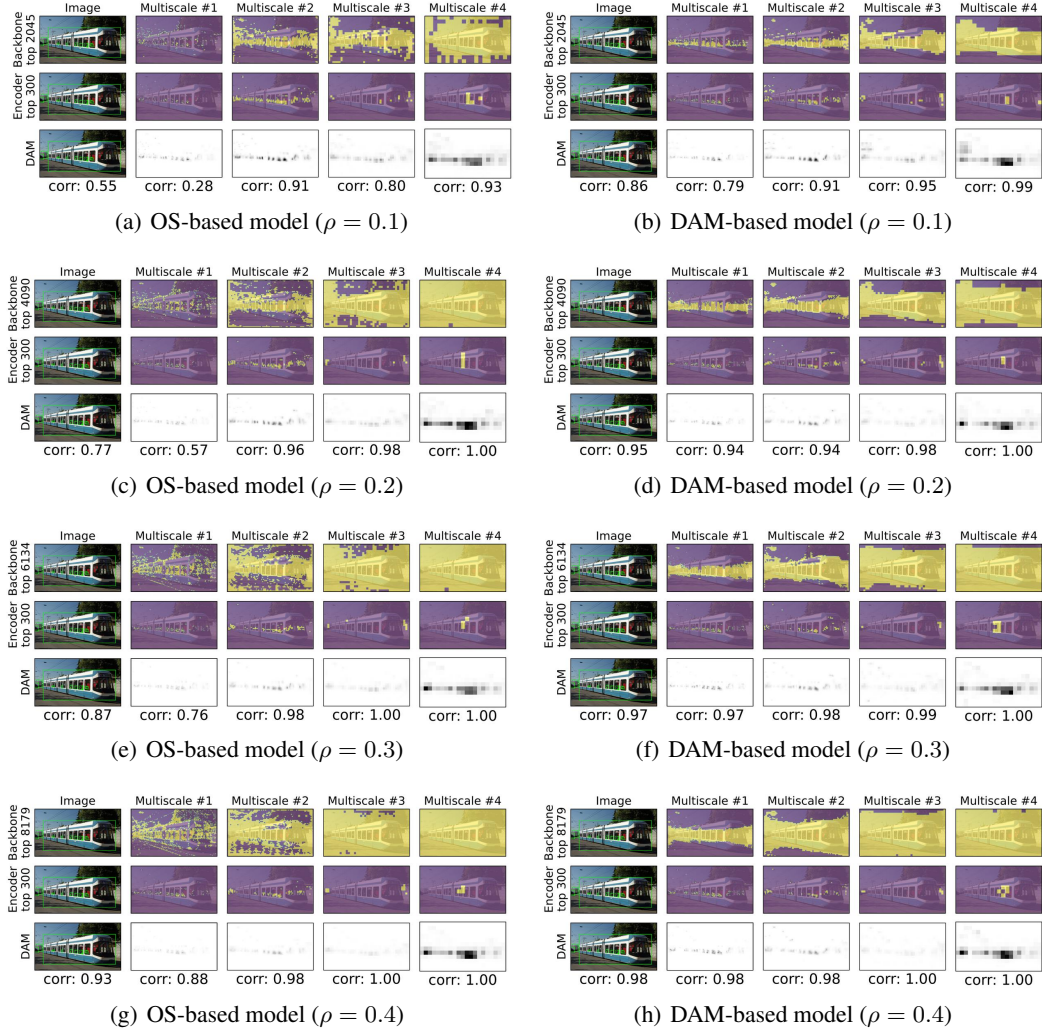 Image Multiscale #1 Multiscale #2 Multiscale #3 Multiscale #4
Backbone
top 2045
Encoder
top 300
DAM
corr: 0.55 corr: 0.28 corr: 0.91 corr: 0.80 corr: 0.93
(a) OS-based model (ρ = 0.1)
Image Multiscale #1 Multiscale #2 Multiscale #3 Multiscale #4
Backbone
top 2045
Encoder
top 300
DAM
corr: 0.86 corr: 0.79 corr: 0.91 corr: 0.95 corr: 0.99
(b) DAM-based model (ρ = 0.1)
Image Multiscale #1 Multiscale #2 Multiscale #3 Multiscale #4
Backbone
top 4090
Encoder
top 300
DAM
corr: 0.77 corr: 0.57 corr: 0.96 corr: 0.98 corr: 1.00
(c) OS-based model (ρ = 0.2)
Image Multiscale #1 Multiscale #2 Multiscale #3 Multiscale #4
Backbone
top 4090
Encoder
top 300
DAM
corr: 0.95 corr: 0.94 corr: 0.94 corr: 0.98 corr: 1.00
(d) DAM-based model (ρ = 0.2)
Image Multiscale #1 Multiscale #2 Multiscale #3 Multiscale #4
Backbone
top 6134
Encoder
top 300
DAM
corr: 0.87 corr: 0.76 corr: 0.98 corr: 1.00 corr: 1.00
(e) OS-based model (ρ = 0.3)
Image Multiscale #1 Multiscale #2 Multiscale #3 Multiscale #4
Backbone
top 6134
Encoder
top 300
DAM
corr: 0.97 corr: 0.97 corr: 0.98 corr: 0.99 corr: 1.00
(f) DAM-based model (ρ = 0.3)
Image Multiscale #1 Multiscale #2 Multiscale #3 Multiscale #4
Backbone
top 8179
Encoder
top 300
DAM
corr: 0.93 corr: 0.88 corr: 0.98 corr: 1.00 corr: 1.00
(g) OS-based model (ρ = 0.4)
Image Multiscale #1 Multiscale #2 Multiscale #3 Multiscale #4
Backbone
top 8179
Encoder
top 300
DAM
corr: 0.98 corr: 0.98 corr: 0.98 corr: 1.00 corr: 1.00
(h) DAM-based model (ρ = 0.4)